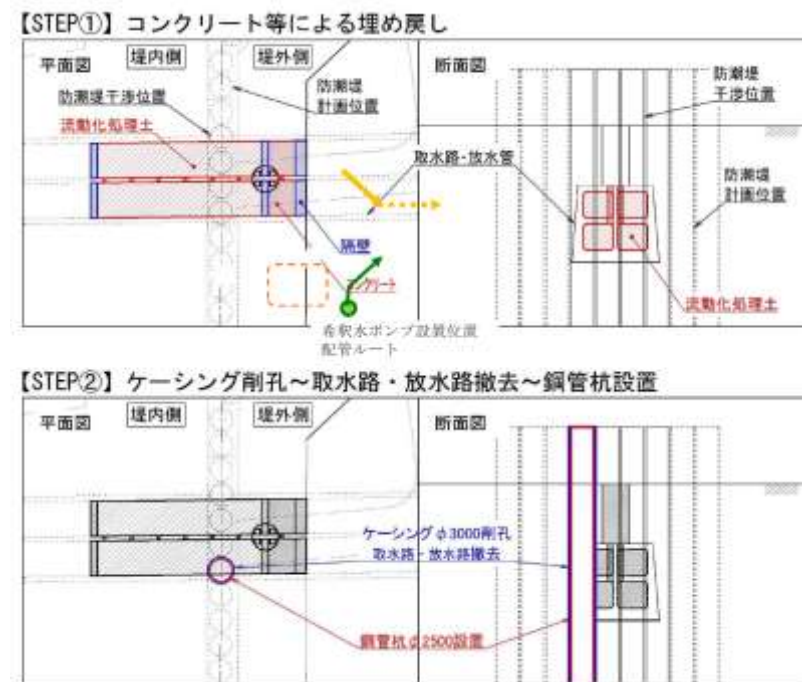 【STEP①】コンクリート等による埋め戻し
平面図
堤内側
堤外側
断面図
防潮堤干渉位置
防潮堤
計画位置
流動化処理土
隔壁
コンクリート
希釈水ポンプ設置位置
配管ルート
取水路・放水管
防潮堤
干渉位置
防潮堤
計画位置
流動化処理土
【STEP②】ケーシング削孔～取水路・放水路撤去～鋼管杭設置
平面図
堤内側
堤外側
断面図
ケーシングφ3000削孔
取水路・放水路撤去
鋼管杭φ2500設置